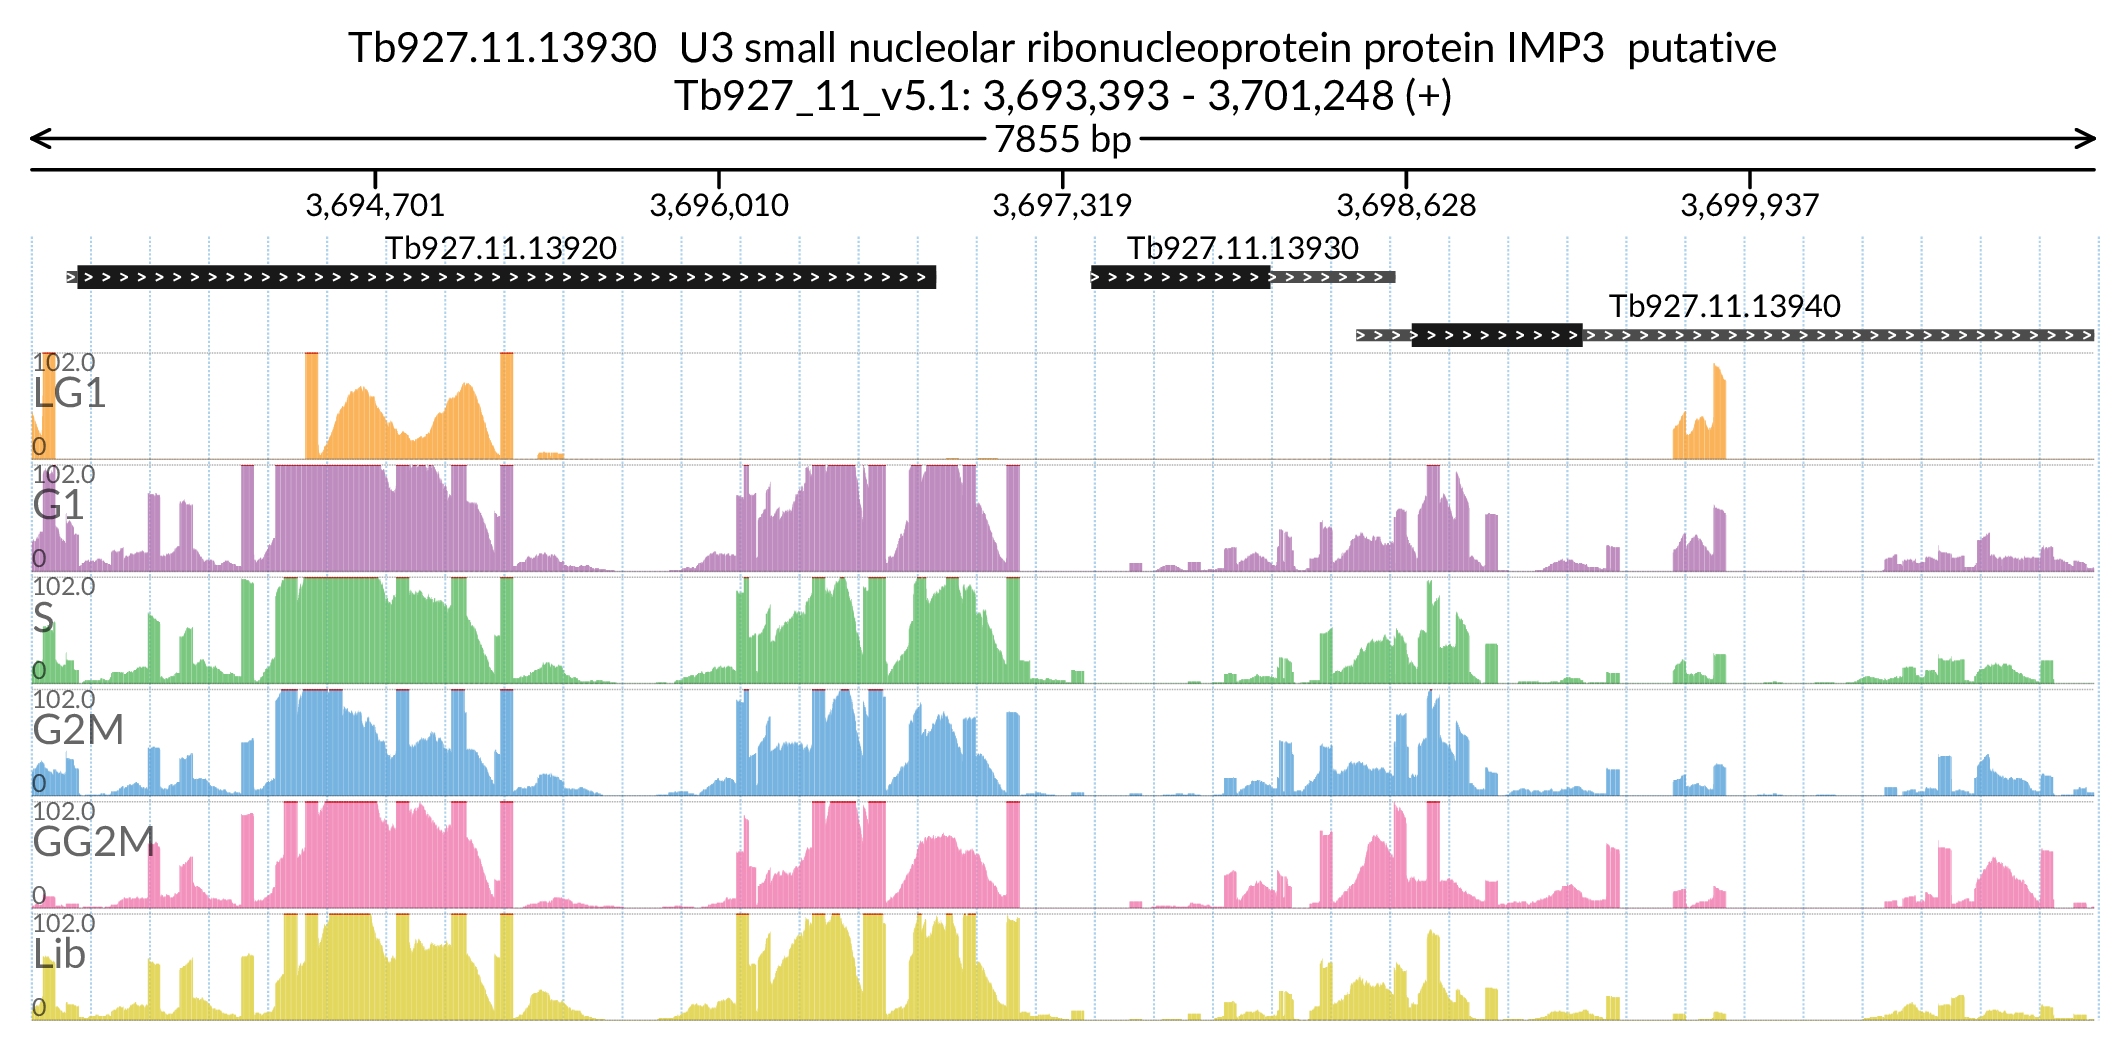 Tb927.11.13930  U3 small nucleolar ribonucleoprotein protein IMP3  putative
Tb927_11_v5.1: 3,693,393 - 3,701,248 (+)
7855 bp
3,694,701 3,696,010 3,697,319 3,698,628 3,699,937
Tb927.11.13920 Tb927.11.13930
Tb927.11.13940
102.0
LG1
0
102.0
G1
0
102.0
S
0
102.0
G2M
0
102.0
GG2M
0
102.0
Lib
0